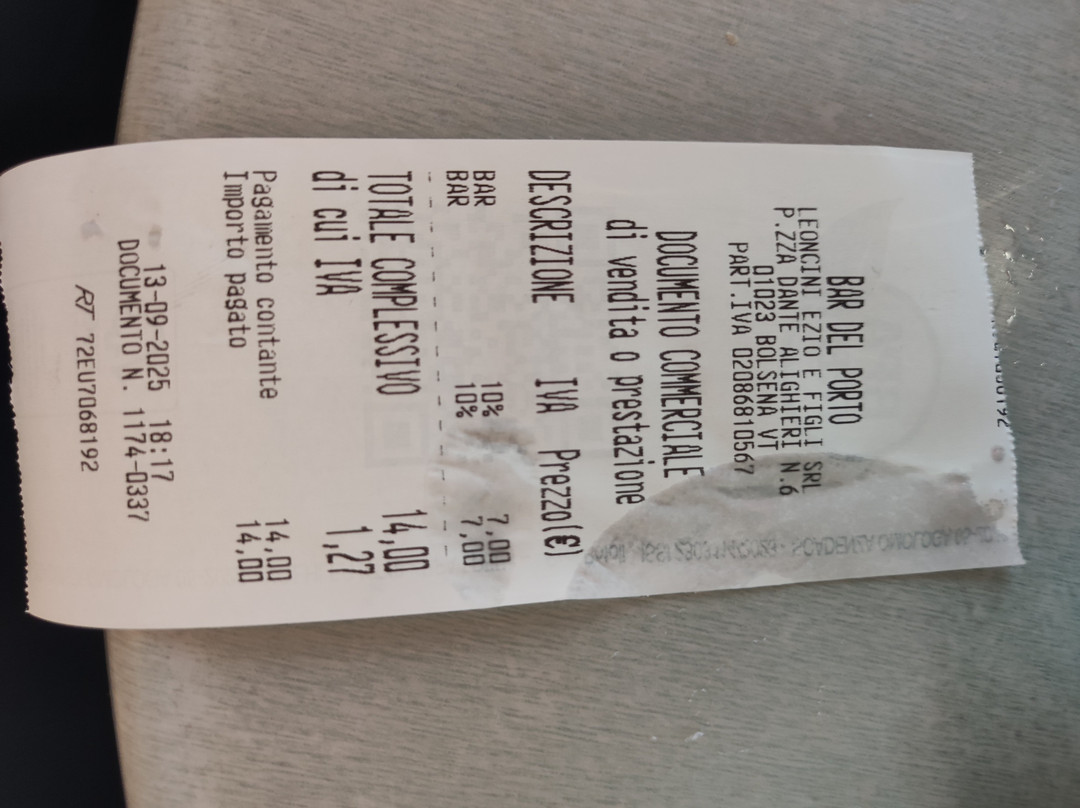 BAR DEL PORTO
LEONCINI EZIO E FIGLI SRL
P.ZZA DANTE ALIGHIERI N.6
01023 BOLSENA VT
PART.IVA 02086810567
DOCUMENTO COMMERCIALE
di vendita o prestazione
DESCRIZIONE IVA Prezzo(€)
BAR 10% 7,00
BAR 10% 7,00
TOTALE COMPLESSIVO 14,00
di cui IVA 1,27
Pagamento contante 14,00
Importo pagato 14,00
13-09-2025 18:17
DOCUMENTO N. 1174-0337
RT 72EU7068192